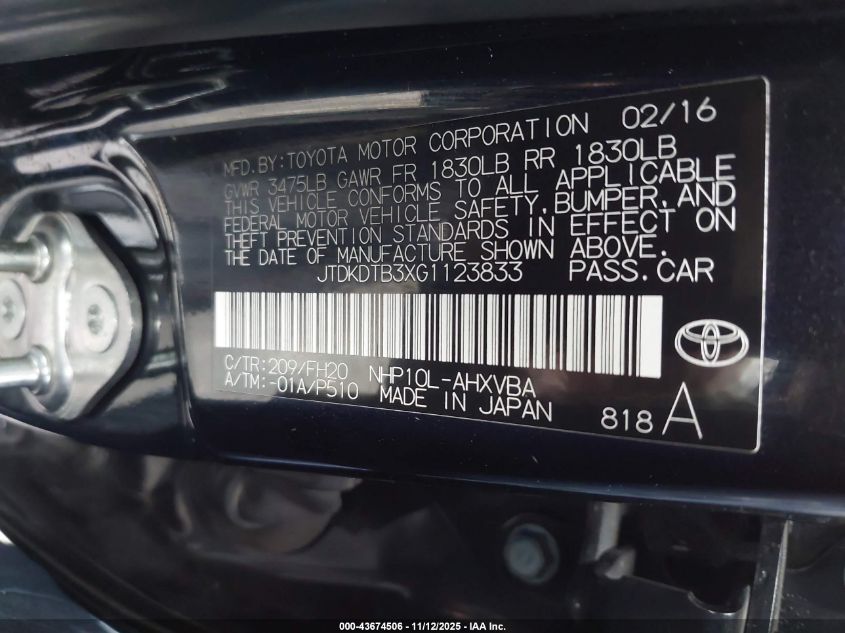 MFD.BY:TOYOTA MOTOR CORPORATION 02/16
GVWR 3475LB GAWR FR 1830LB RR 1830LB
THIS VEHICLE CONFORMS TO ALL APPLICABLE
FEDERAL MOTOR VEHICLE SAFETY,BUMPER,AND
THEFT PREVENTION STANDARDS IN EFFECT ON
THE DATE OF MANUFACTURE SHOWN ABOVE.
JTDKDTB3XG1123833 PASS.CAR
C/TR:209/FH20 NHP10L-AHXVBA
A/TM:-01A/P510 MADE IN JAPAN
818 A
000-43674506 - 11/12/2025 - IAA Inc.